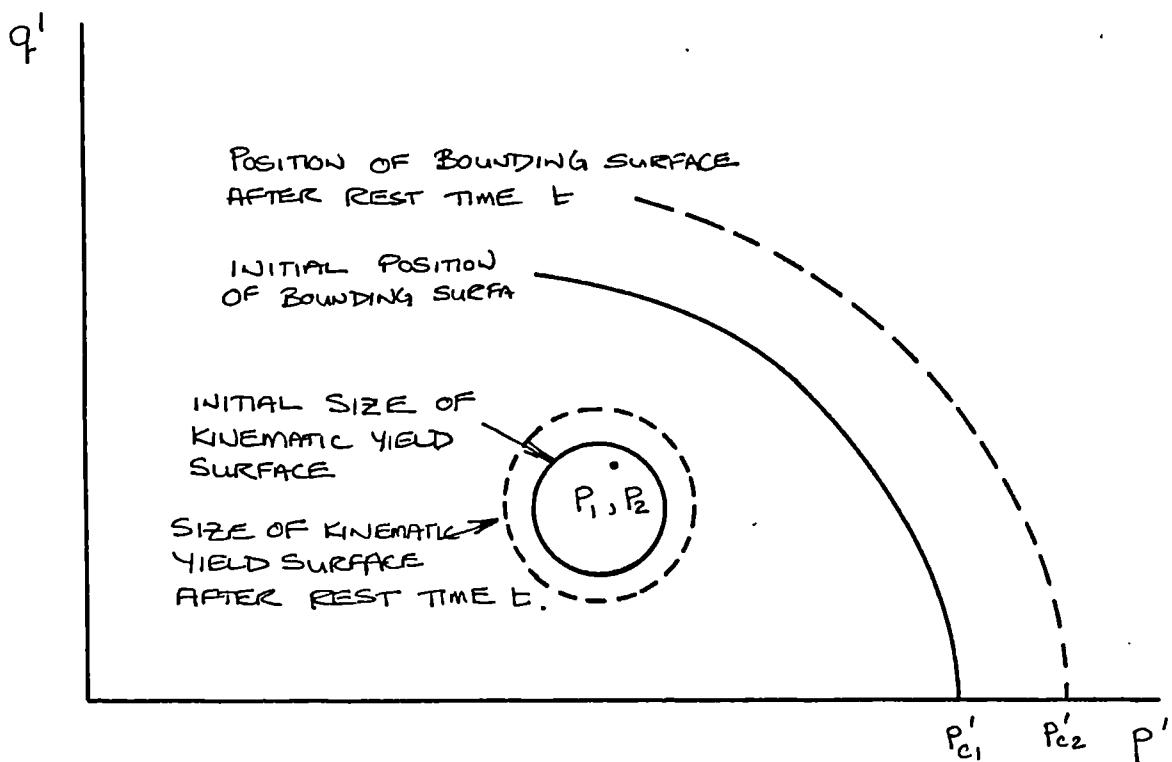 q'
POSITION OF BOUNDING SURFACE
AFTER REST TIME t
INITIAL POSITION
OF BOUNDING SURFA
INITIAL SIZE OF
KINEMATIC YIELD
SURFACE
P₁, P₂
SIZE OF KINEMATIC
YIELD SURFACE
AFTER REST TIME t.
P'c₁ P'c₂ P'